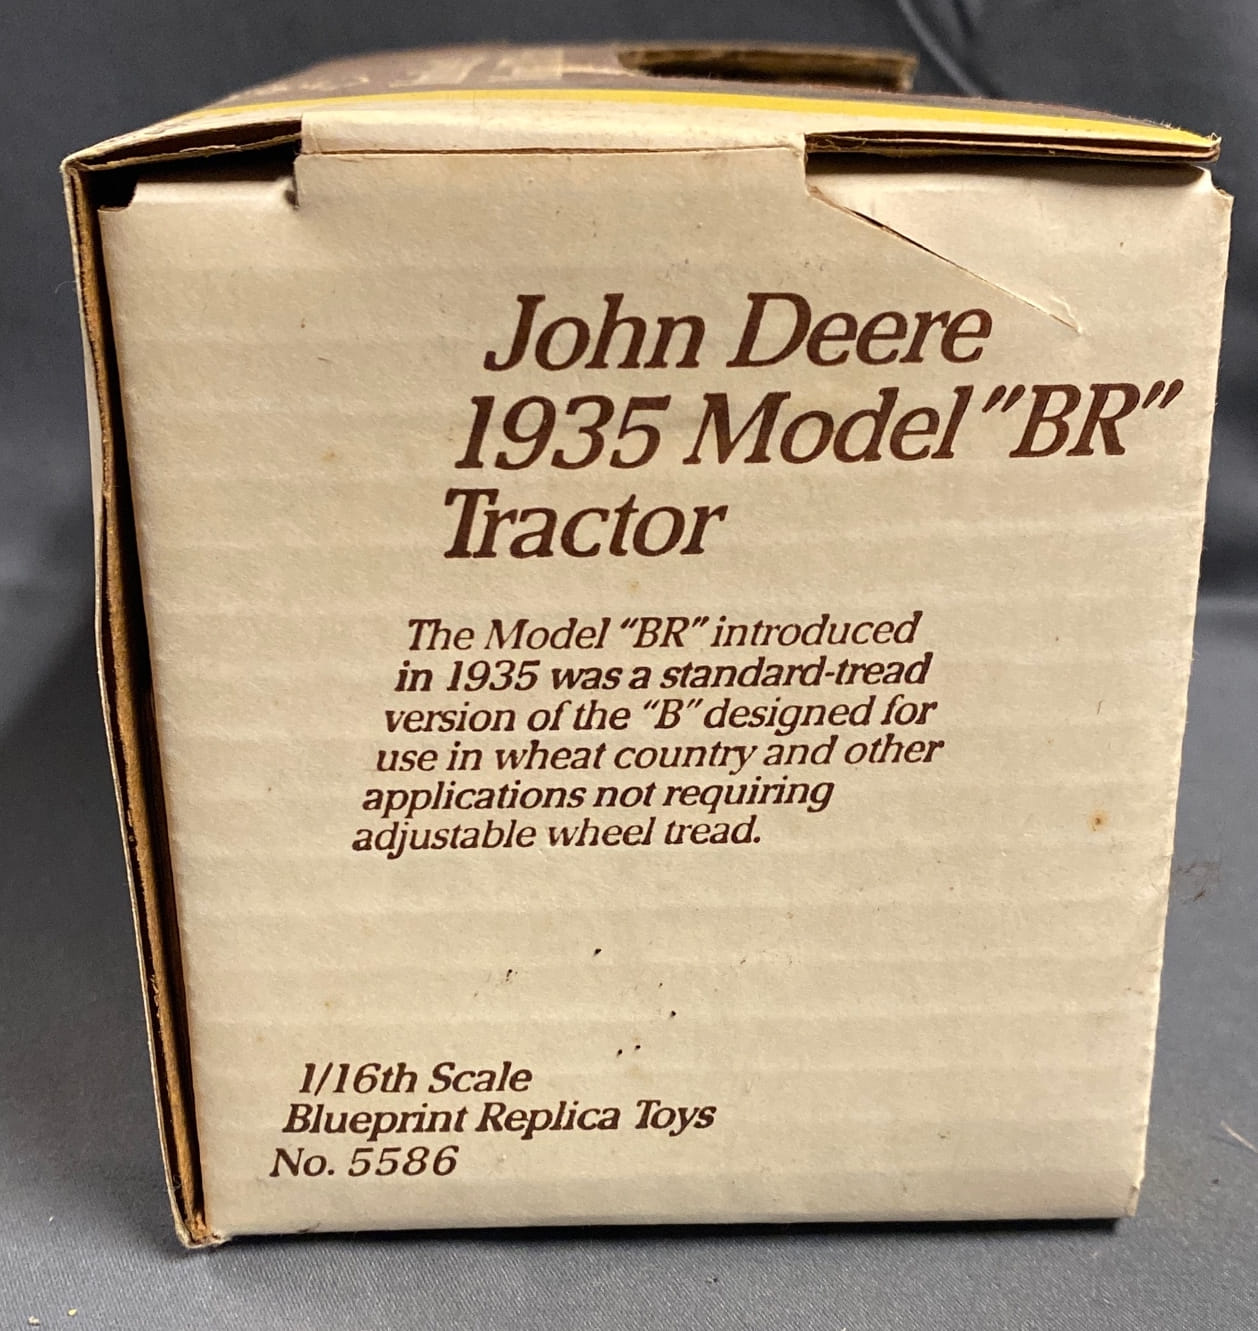 John Deere
1935 Model "BR"
Tractor
The Model "BR" introduced
in 1935 was a standard-tread
version of the "B" designed for
use in wheat country and other
applications not requiring
adjustable wheel tread.
1/16th Scale
Blueprint Replica Toys
No. 5586